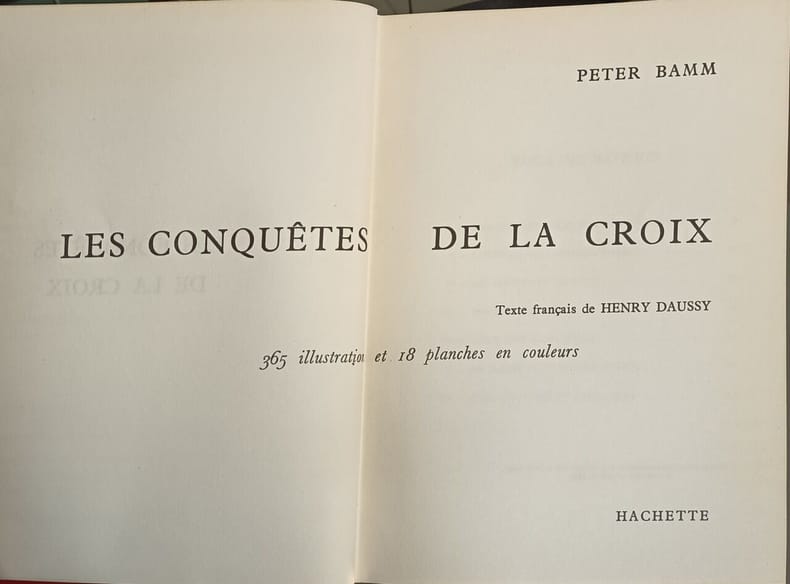 PETER BAMM
LES CONQUÊTES DE LA CROIX
Texte français de HENRY DAUSSY
365 illustration et 18 planches en couleurs
HACHETTE